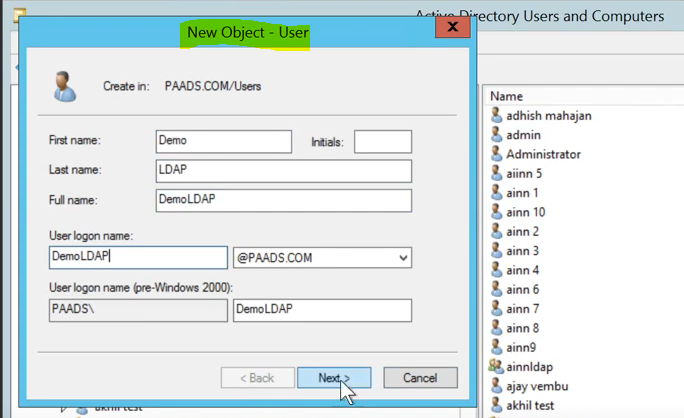 Active Directory Users and Computers
New Object - User
X
Create in: PAADS.COM/Users
First name: Demo Initials:
Last name: LDAP
Full name: DemoLDAP
User logon name:
DemoLDAP @PAADS.COM
User logon name (pre-Windows 2000):
PAADS\ DemoLDAP
< Back Next > Cancel
Name
adhish mahajan
admin
Administrator
aiinn 5
ainn 1
ainn 10
ainn 2
ainn 3
ainn 4
ainn 6
ainn 7
ainn 8
ainn9
ainnldap
ajay vembu
akhil test
akhil test